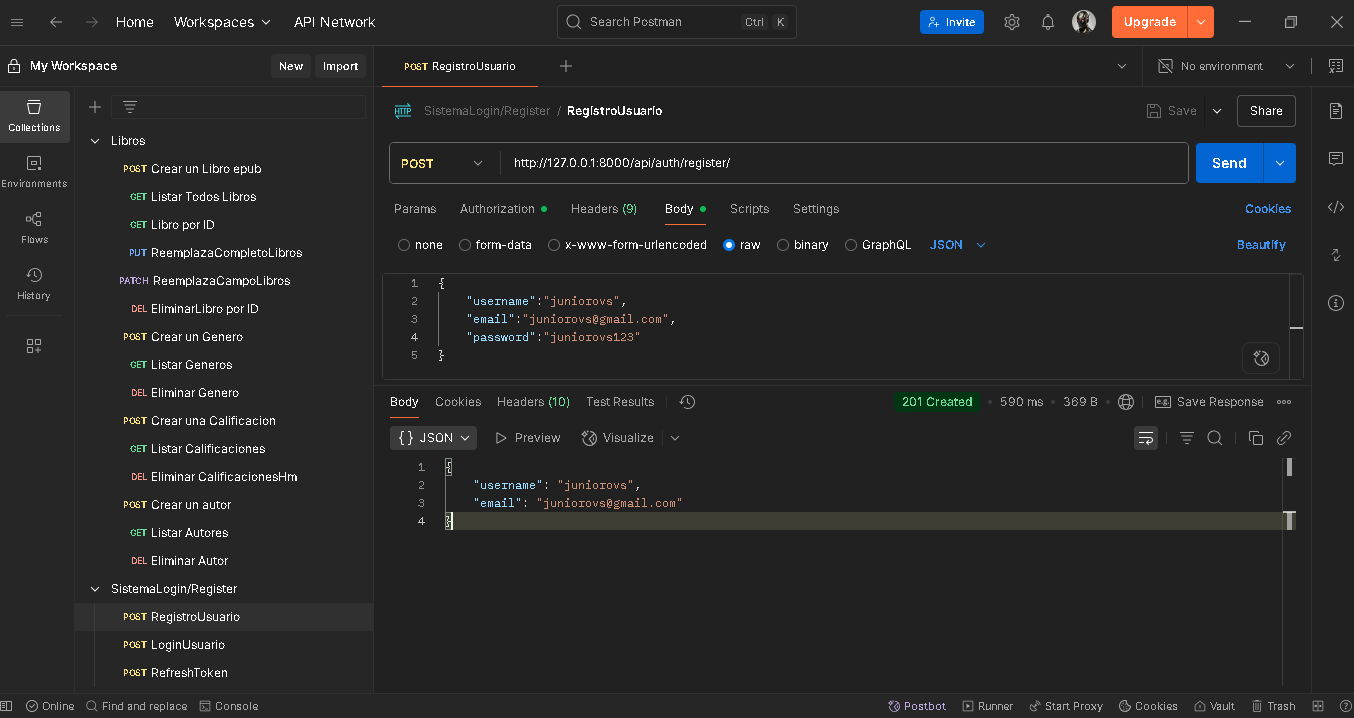 Home Workspaces API Network Search Postman Ctrl K Invite Upgrade
My Workspace New Import POST RegistroUsuario No environment
Collections
Environments
Flows
History
Libros
POST Crear un Libro epub
GET Listar Todos Libros
GET Libro por ID
PUT ReemplazaCompletoLibros
PATCH ReemplazaCampoLibros
DEL EliminarLibro por ID
POST Crear un Genero
GET Listar Generos
DEL Eliminar Genero
POST Crear una Calificacion
GET Listar Calificaciones
DEL Eliminar CalificacionesHm
POST Crear un autor
GET Listar Autores
DEL Eliminar Autor
SistemaLogin/Register
POST RegistroUsuario
POST LoginUsuario
POST RefreshToken
HTTP SistemaLogin/Register / RegistroUsuario Save Share
POST http://127.0.0.1:8000/api/auth/register/ Send
Params Authorization Headers (9) Body Scripts Settings Cookies
none form-data x-www-form-urlencoded raw binary GraphQL JSON Beautify
1 {
2 "username":"juniorovs",
3 "email":"juniorovs@gmail.com",
4 "password":"juniorovs123"
5 }
Body Cookies Headers (10) Test Results 201 Created • 590 ms • 369 B • e.g. Save Response
{} JSON Preview Visualize
1 {
2 "username": "juniorovs",
3 "email": "juniorovs@gmail.com"
4 }
Online Find and replace Console Postbot Runner Start Proxy Cookies Vault Trash